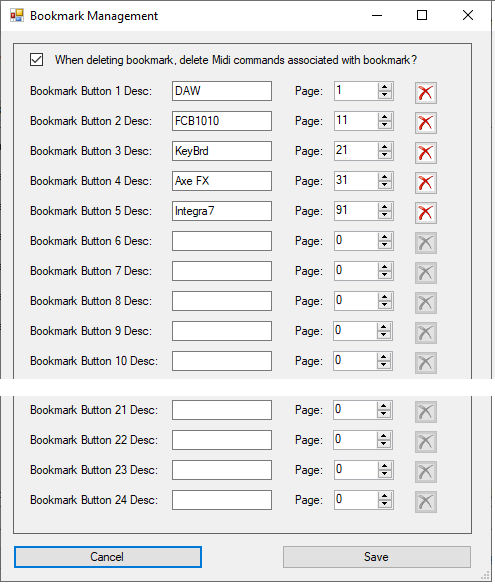 Bookmark Management
When deleting bookmark, delete Midi commands associated with bookmark?
Bookmark Button 1 Desc: DAW Page: 1
Bookmark Button 2 Desc: FCB1010 Page: 11
Bookmark Button 3 Desc: KeyBrd Page: 21
Bookmark Button 4 Desc: Axe FX Page: 31
Bookmark Button 5 Desc: Integra7 Page: 91
Bookmark Button 6 Desc: Page: 0
Bookmark Button 7 Desc: Page: 0
Bookmark Button 8 Desc: Page: 0
Bookmark Button 9 Desc: Page: 0
Bookmark Button 10 Desc: Page: 0
Bookmark Button 21 Desc: Page: 0
Bookmark Button 22 Desc: Page: 0
Bookmark Button 23 Desc: Page: 0
Bookmark Button 24 Desc: Page: 0
Cancel Save